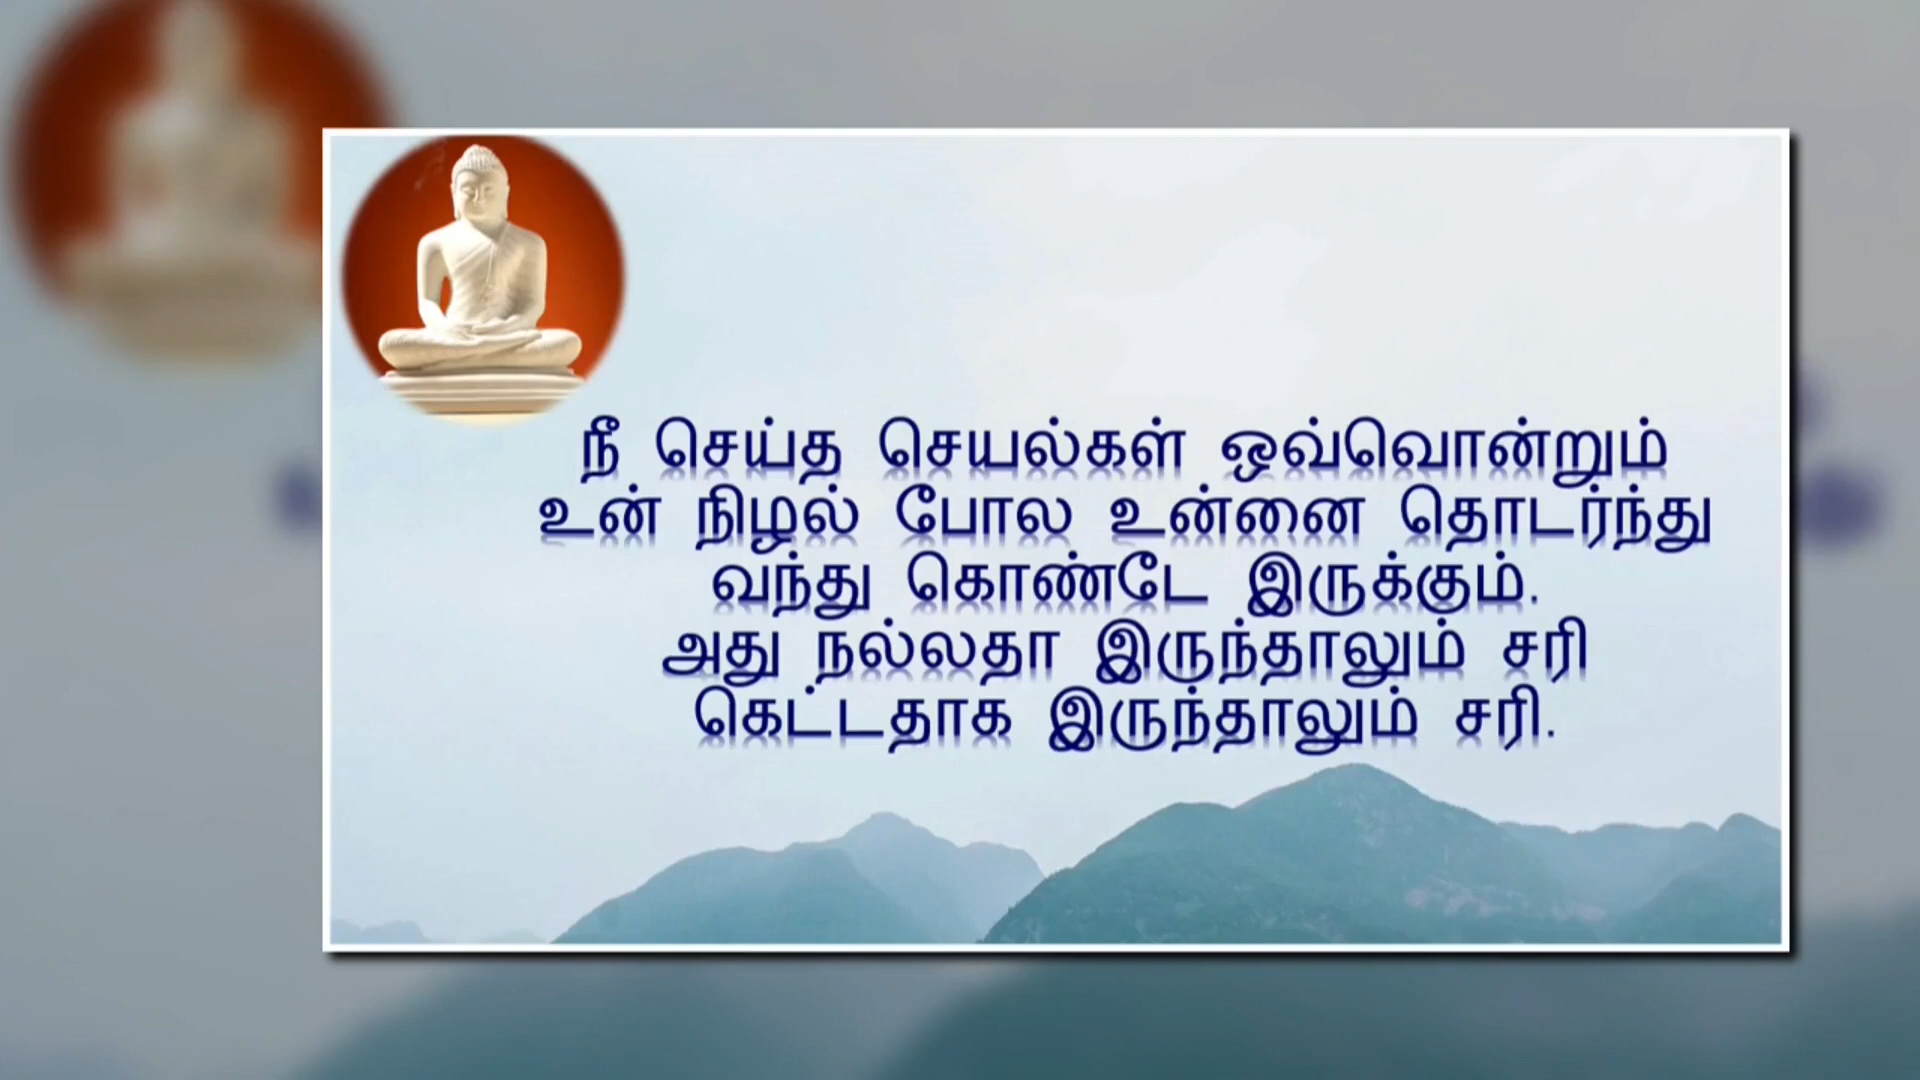 நீ செய்த செயல்கள் ஒவ்வொன்றும்
உன் நிழல் போல உன்னை தொடர்ந்து
வந்து கொண்டே இருக்கும்.
அது நல்லதா இருந்தாலும் சரி
கெட்டதாக இருந்தாலும் சரி.